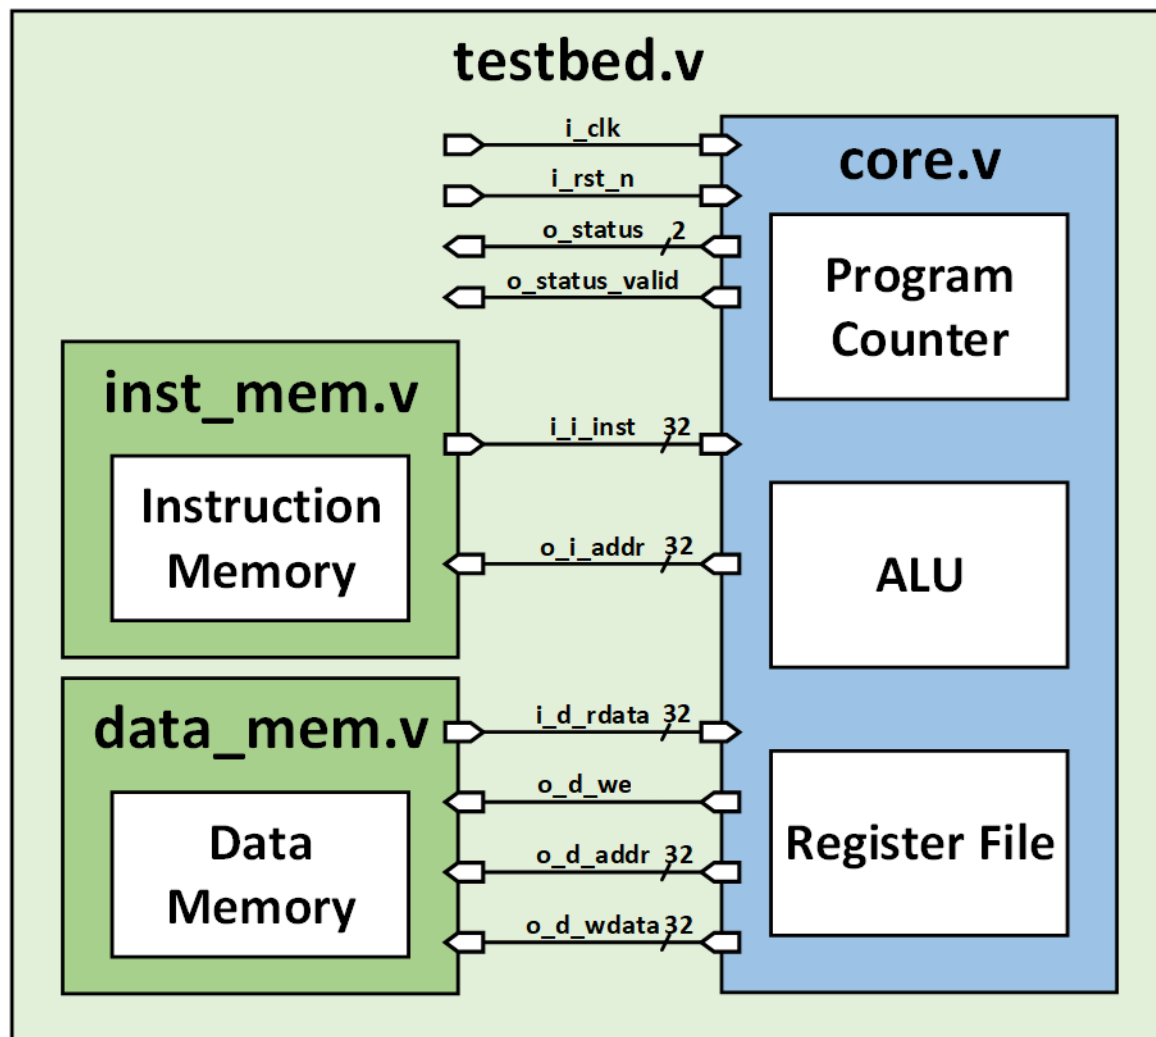 testbed.v
i_clk
i_rst_n
o_status 2
o_status_valid
core.v
Program
Counter
inst_mem.v
Instruction
Memory
i_i_inst 32
o_i_addr 32
ALU
data_mem.v
Data
Memory
i_d_rdata 32
o_d_we
o_d_addr 32
o_d_wdata 32
Register File